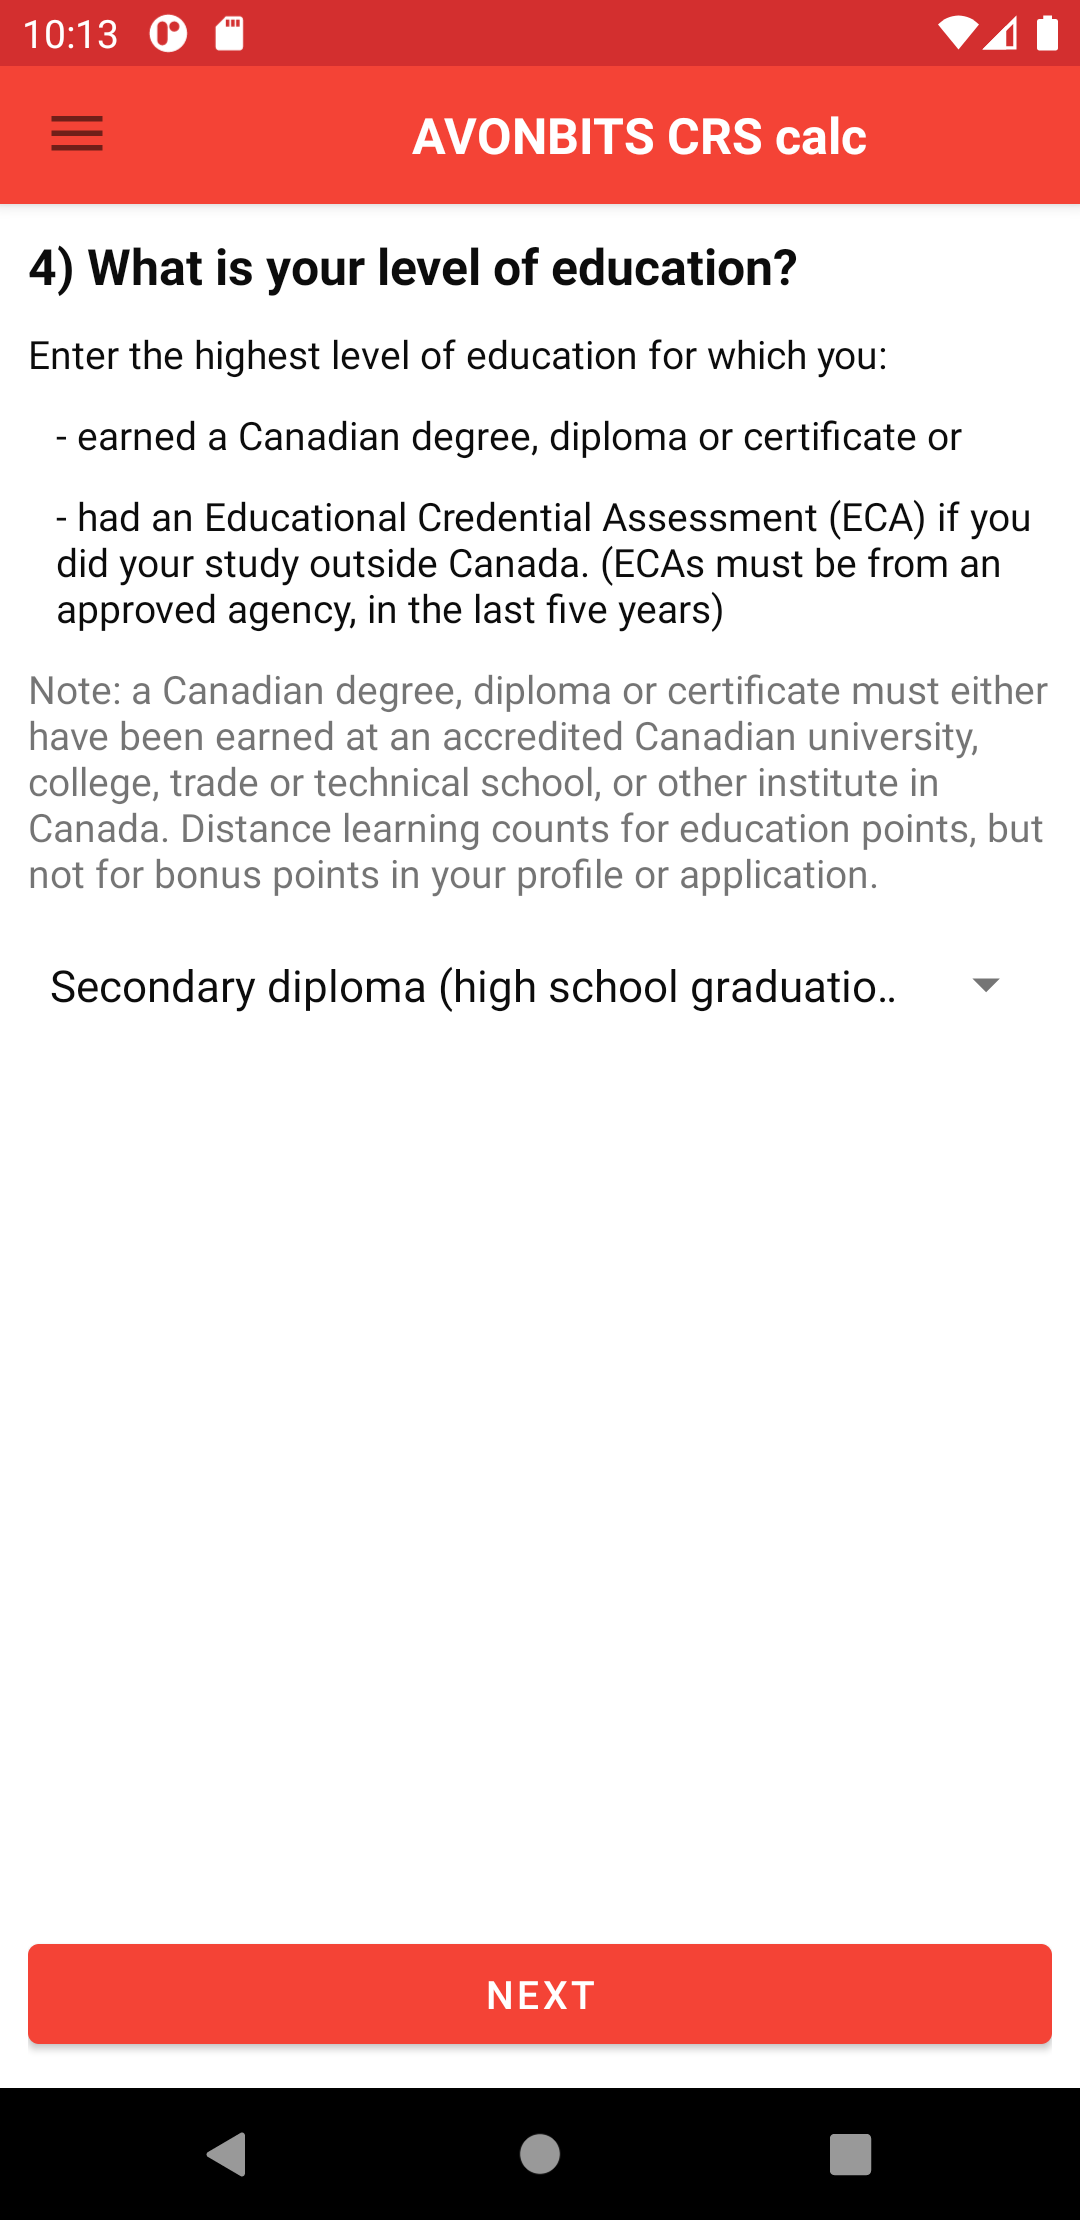 10:13
AVONBITS CRS calc
4) What is your level of education?
Enter the highest level of education for which you:
- earned a Canadian degree, diploma or certificate or
- had an Educational Credential Assessment (ECA) if you
did your study outside Canada. (ECAs must be from an
approved agency, in the last five years)
Note: a Canadian degree, diploma or certificate must either
have been earned at an accredited Canadian university,
college, trade or technical school, or other institute in
Canada. Distance learning counts for education points, but
not for bonus points in your profile or application.
Secondary diploma (high school graduatio..
NEXT